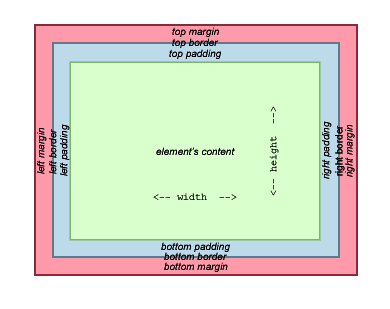 top margin
top border
top padding
left margin
left border
left padding
element's content
<-- width -->
<-- height -->
right padding
right border
right margin
bottom padding
bottom border
bottom margin